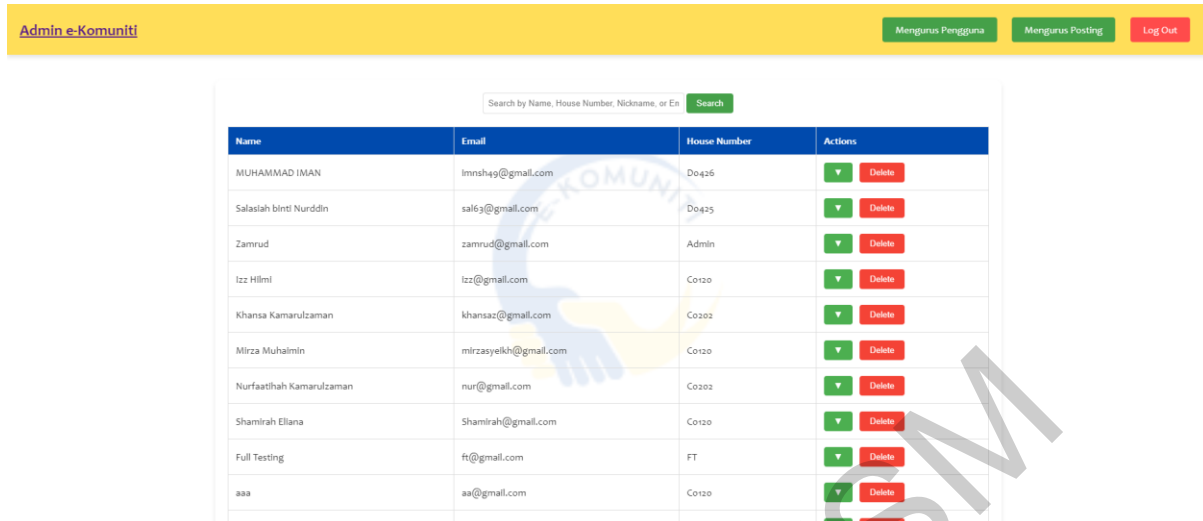 Admin e-Komuniti Mengurus Pengguna Mengurus Posting Log Out
Search by Name, House Number, Nickname, or En Search
Name Email House Number Actions
MUHAMMAD IMAN imnsh49@gmail.com D0426 ▼ Delete
Salasiah binti Nurddin sal63@gmail.com D0425 ▼ Delete
Zamrud zamrud@gmail.com Admin ▼ Delete
Izz Hilmi Izz@gmail.com C0120 ▼ Delete
Khansa Kamarulzaman khansaz@gmail.com C0202 ▼ Delete
Mirza Muhaimin mirzasyeikh@gmail.com C0120 ▼ Delete
Nurfaatihah Kamarulzaman nur@gmail.com C0202 ▼ Delete
Shamirah Eliana Shamirah@gmail.com C0120 ▼ Delete
Full Testing ft@gmail.com FT ▼ Delete
aaa aa@gmail.com C0120 ▼ Delete
E-KOMUNITI
SM